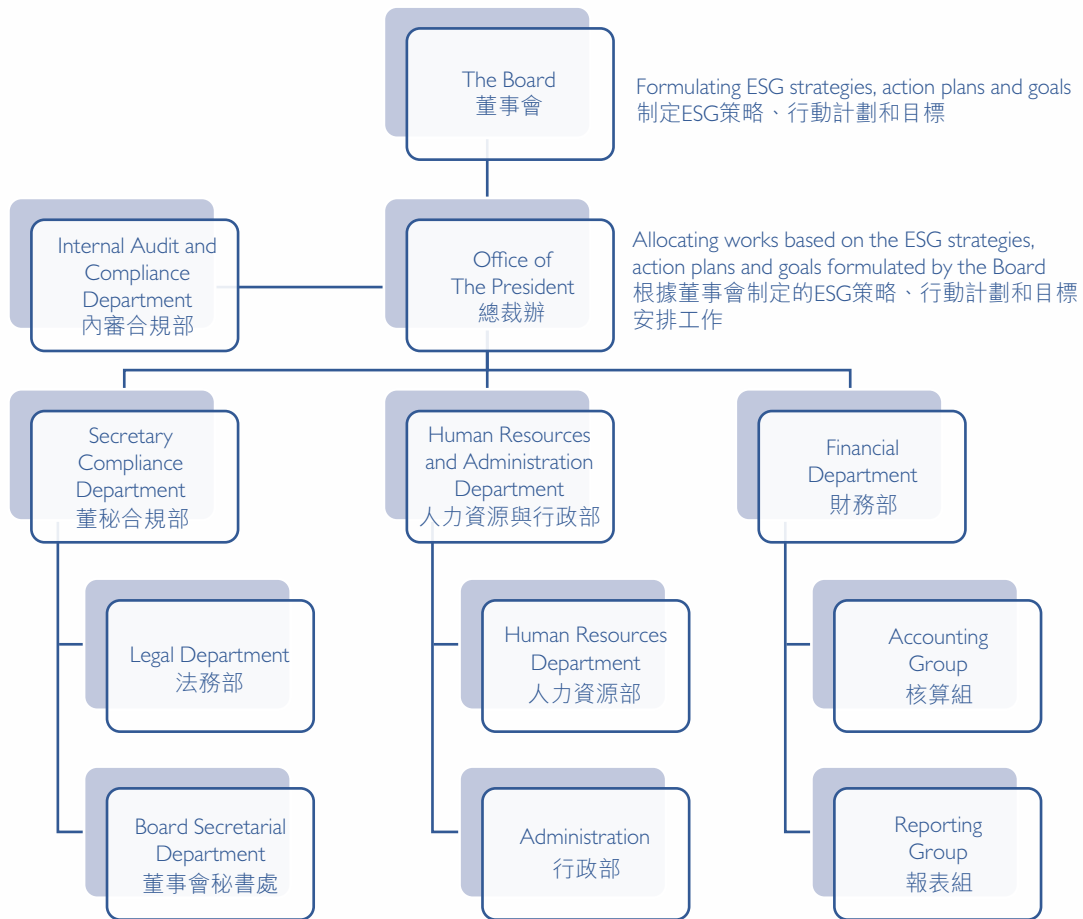 The Board
董事會
Formulating ESG strategies, action plans and goals
制定ESG策略、行動計劃和目標
Internal Audit and
Compliance
Department
內審合規部
Office of
The President
總裁辦
Allocating works based on the ESG strategies,
action plans and goals formulated by the Board
根據董事會制定的ESG策略、行動計劃和目標
安排工作
Secretary
Compliance
Department
董秘合規部
Human Resources
and Administration
Department
人力資源與行政部
Financial
Department
財務部
Legal Department
法務部
Human Resources
Department
人力資源部
Accounting
Group
核算組
Board Secretarial
Department
董事會秘書處
Administration
行政部
Reporting
Group
報表組